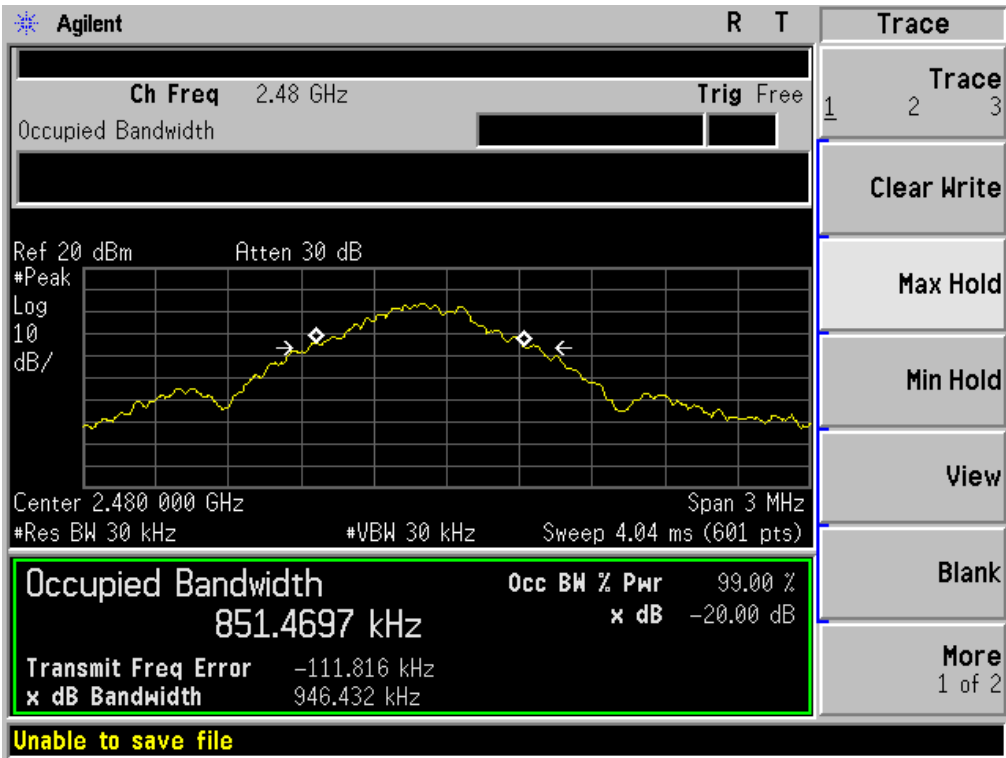 Agilent R T Trace
Ch Freq 2.48 GHz Trig Free
Occupied Bandwidth
Trace
1 2 3
Clear Write
Max Hold
Min Hold
View
Blank
More
1 of 2
Ref 20 dBm Atten 30 dB
#Peak
Log
10
dB/
Center 2.480 000 GHz Span 3 MHz
#Res BW 30 kHz #VBW 30 kHz Sweep 4.04 ms (601 pts)
Occupied Bandwidth Occ BW % Pwr 99.00 %
851.4697 kHz x dB -20.00 dB
Transmit Freq Error -111.816 kHz
x dB Bandwidth 946.432 kHz
Unable to save file